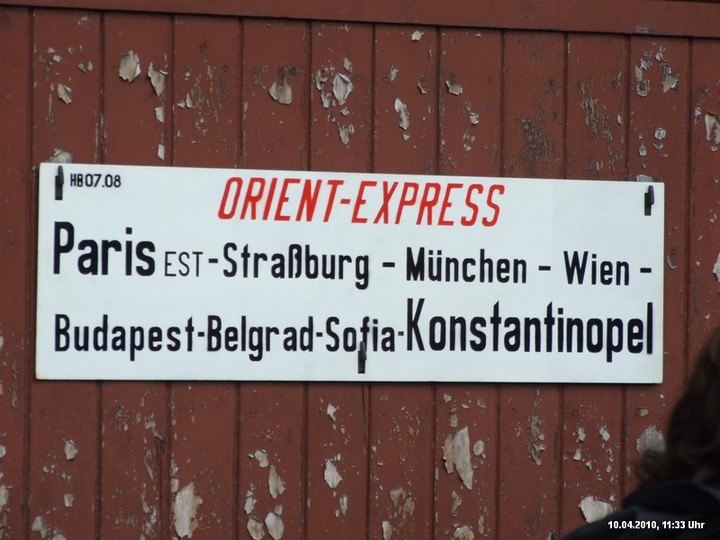 HB07.08
ORIENT-EXPRESS
Paris EST-Straßburg - München - Wien -
Budapest-Belgrad-Sofia-Konstantinopel
10.04.2010, 11:33 Uhr